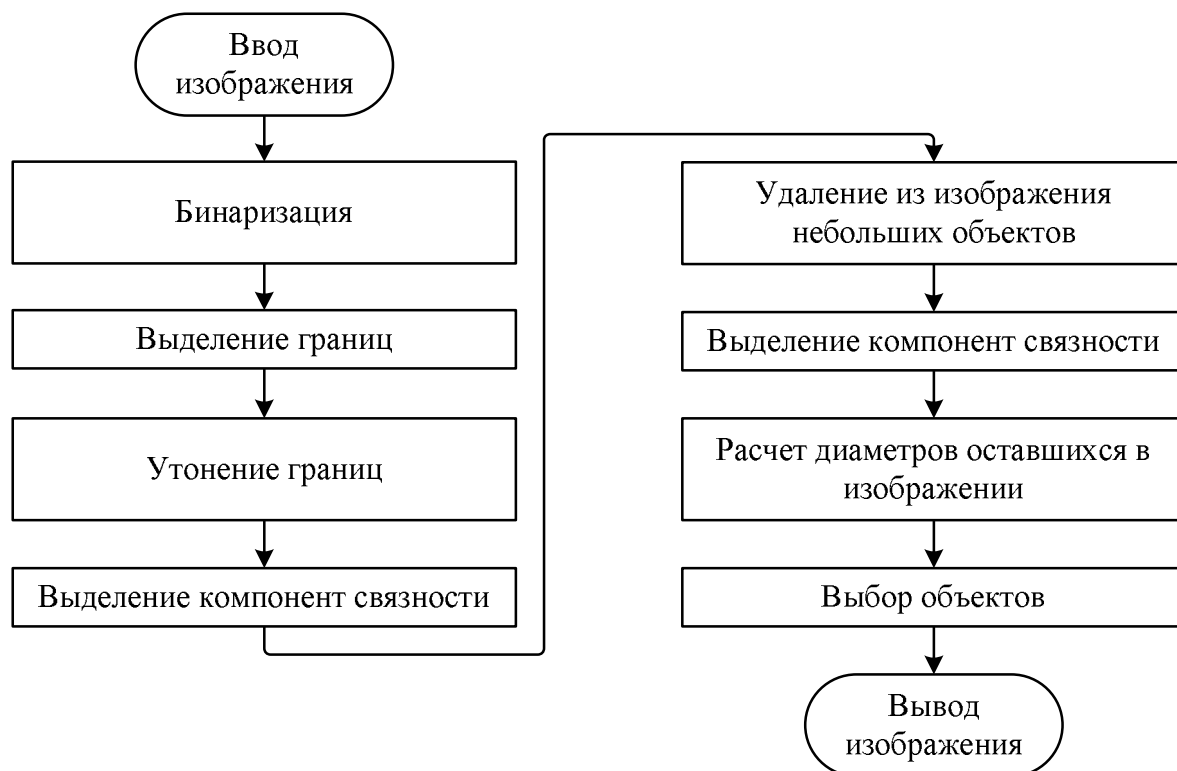 Ввод
изображения
Бинаризация
Выделение границ
Утонение границ
Выделение компонент связности
Удаление из изображения
небольших объектов
Выделение компонент связности
Расчет диаметров оставшихся в
изображении
Выбор объектов
Вывод
изображения